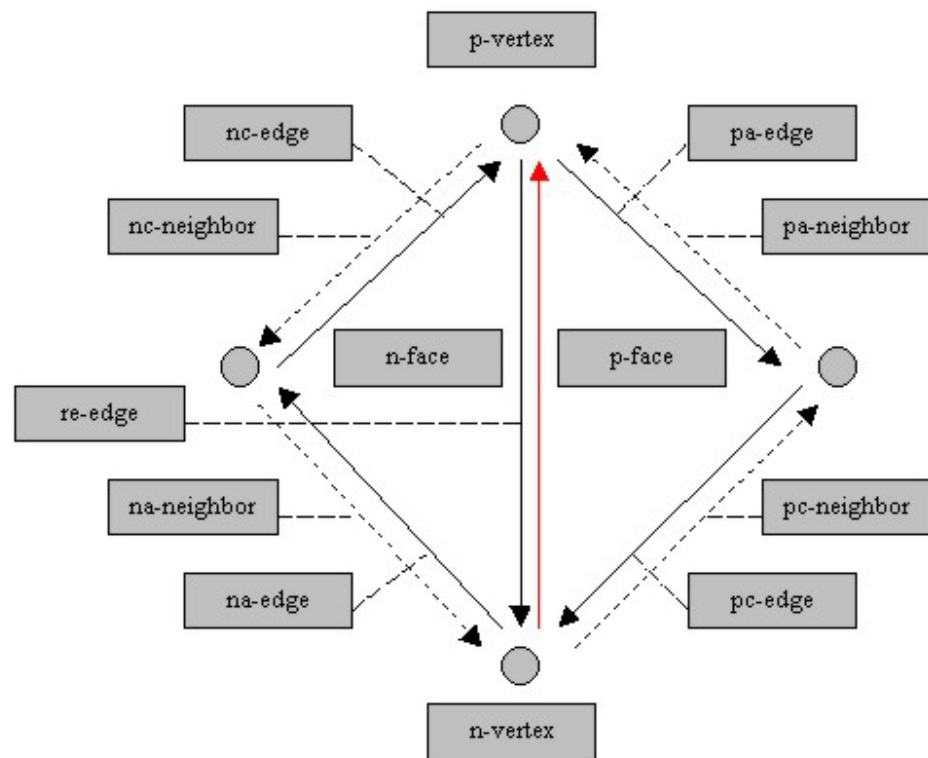 p-vertex
nc-edge
pa-edge
nc-neighbor
pa-neighbor
n-face
p-face
re-edge
na-neighbor
pc-neighbor
na-edge
pc-edge
n-vertex